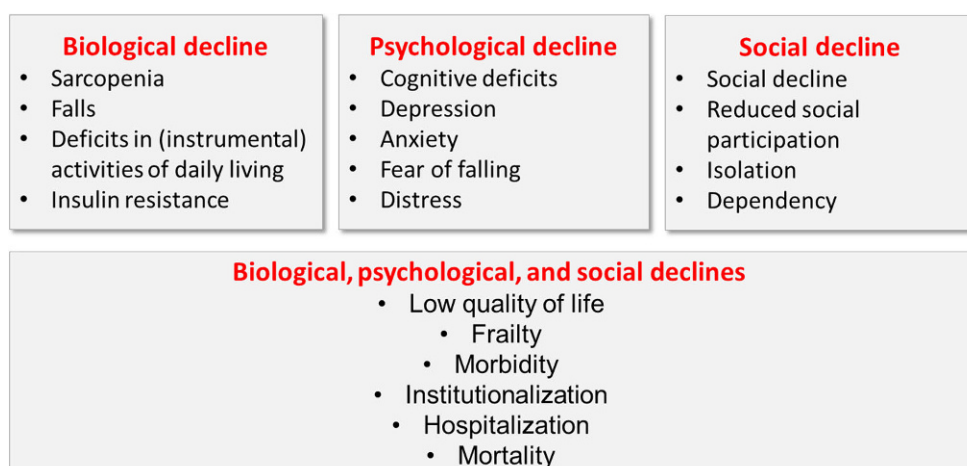 Biological decline
• Sarcopenia
• Falls
• Deficits in (instrumental)
activities of daily living
• Insulin resistance
Psychological decline
• Cognitive deficits
• Depression
• Anxiety
• Fear of falling
• Distress
Social decline
• Social decline
• Reduced social
participation
• Isolation
• Dependency
Biological, psychological, and social declines
• Low quality of life
• Frailty
• Morbidity
• Institutionalization
• Hospitalization
• Mortality